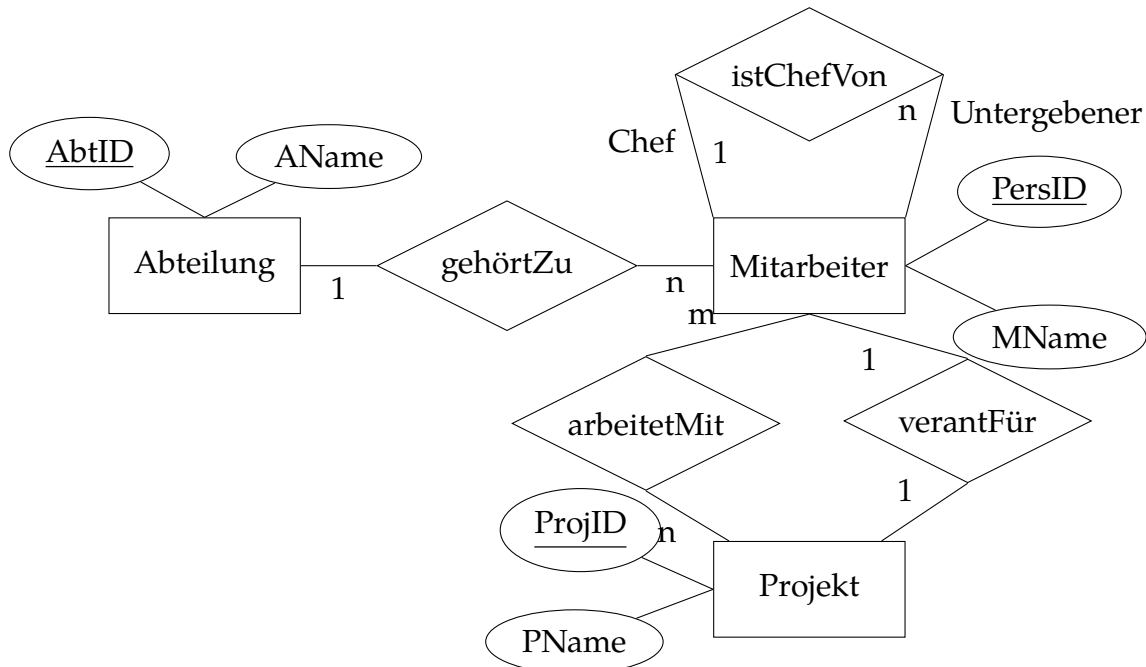 istChefVon
n
Untergebener
Chef
1
AbtID
AName
PersID
Abteilung
1
gehörtZu
n
Mitarbeiter
m
1
MName
arbeitetMit
verantFür
1
ProjID
n
Projekt
PName